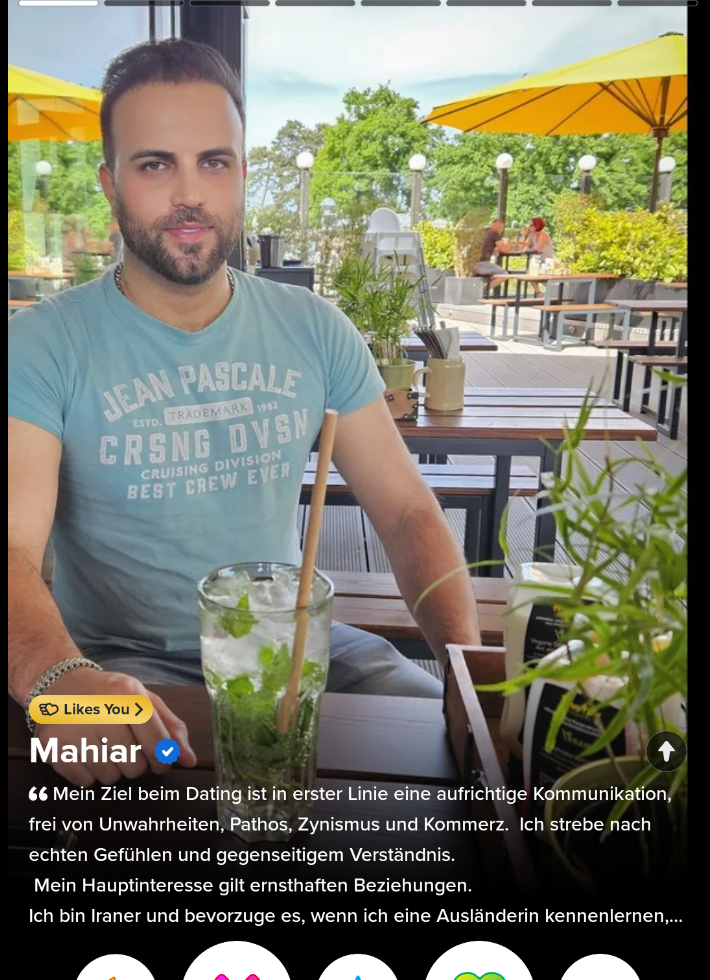 JEAN PASCALE
ESTD. TRADEMARK 1982
CRSNG DVSN
CRUISING DIVISION
BEST CREW EVER
Likes You
Mahiar
“ Mein Ziel beim Dating ist in erster Linie eine aufrichtige Kommunikation,
frei von Unwahrheiten, Pathos, Zynismus und Kommerz. Ich strebe nach
echten Gefühlen und gegenseitigem Verständnis.
Mein Hauptinteresse gilt ernsthaften Beziehungen.
Ich bin Iraner und bevorzuge es, wenn ich eine Ausländerin kennenlernen,...